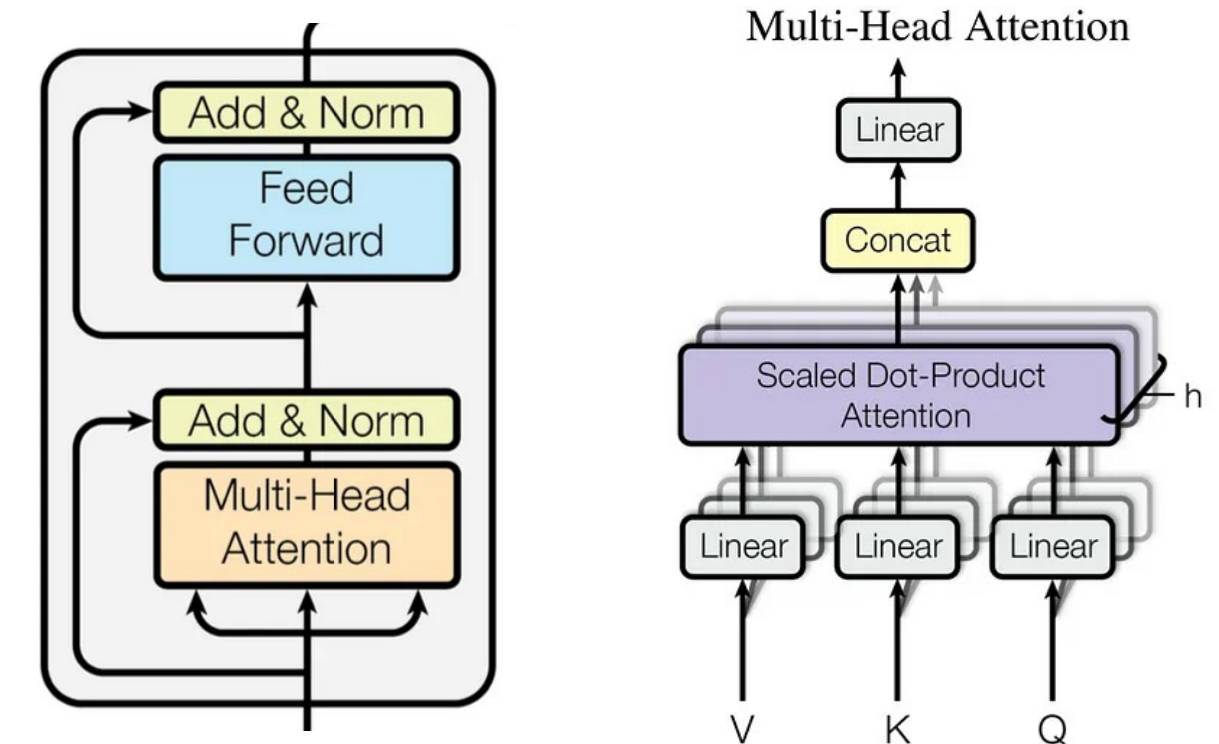 Add & Norm
Feed
Forward
Add & Norm
Multi-Head
Attention
Multi-Head Attention
Linear
Concat
Scaled Dot-Product
Attention
h
Linear
Linear
Linear
V
K
Q